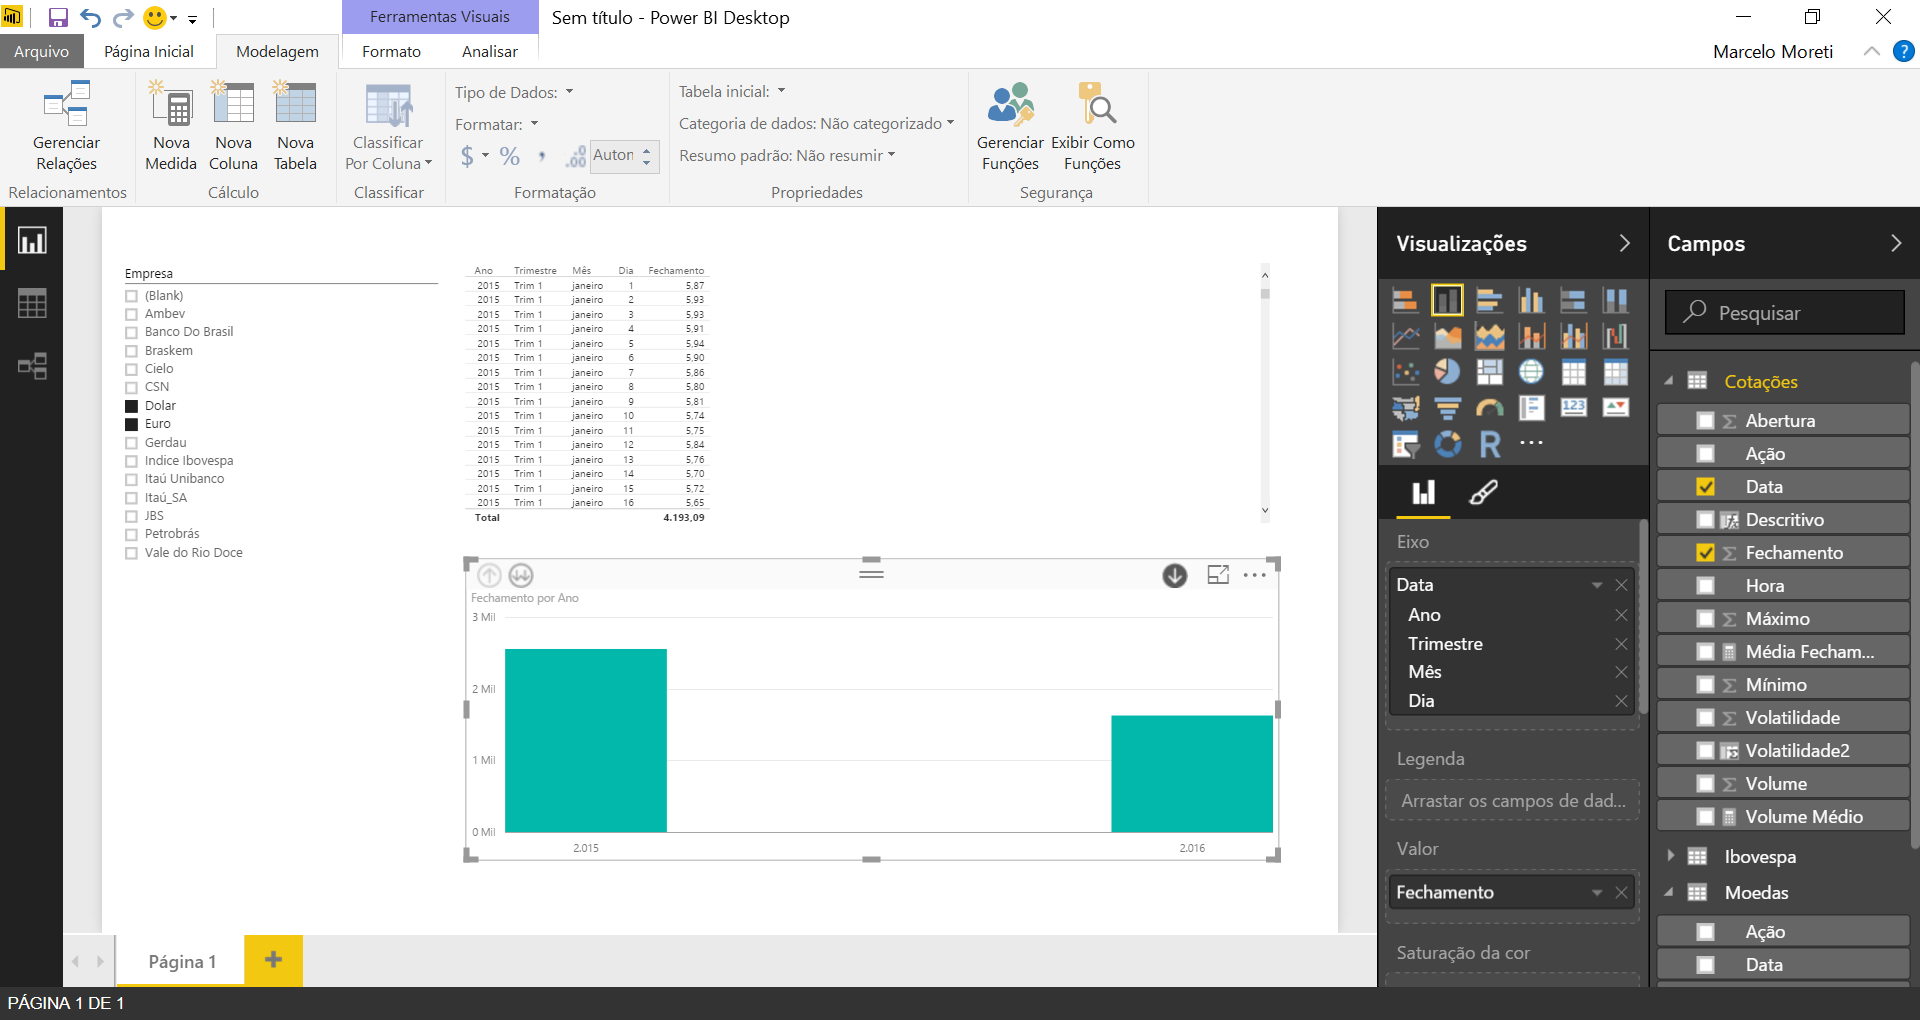 Ferramentas Visuais
Sem título - Power BI Desktop
Arquivo
Página Inicial
Modelagem
Formato
Analisar
Marcelo Moreti
?
Gerenciar Relações
Nova Medida
Nova Coluna
Nova Tabela
Classificar Por Coluna
Tipo de Dados:
Formatar:
$ % , .00
Autom
Tabela inicial:
Categoria de dados: Não categorizado
Resumo padrão: Não resumir
Gerenciar Funções
Exibir Como Funções
Relacionamentos
Cálculo
Classificar
Formatação
Propriedades
Segurança
Empresa
(Blank)
Ambev
Banco Do Brasil
Braskem
Cielo
CSN
Dolar
Euro
Gerdau
Indice Ibovespa
Itaú Unibanco
Itaú_SA
JBS
Petrobrás
Vale do Rio Doce
Ano Trimestre Mês Dia Fechamento
2015 Trim 1 janeiro 1 5,87
2015 Trim 1 janeiro 2 5,93
2015 Trim 1 janeiro 3 5,93
2015 Trim 1 janeiro 4 5,91
2015 Trim 1 janeiro 5 5,94
2015 Trim 1 janeiro 6 5,90
2015 Trim 1 janeiro 7 5,86
2015 Trim 1 janeiro 8 5,80
2015 Trim 1 janeiro 9 5,81
2015 Trim 1 janeiro 10 5,74
2015 Trim 1 janeiro 11 5,75
2015 Trim 1 janeiro 12 5,84
2015 Trim 1 janeiro 13 5,76
2015 Trim 1 janeiro 14 5,70
2015 Trim 1 janeiro 15 5,72
2015 Trim 1 janeiro 16 5,65
Total 4.193,09
Fechamento por Ano
3 Mil
2 Mil
1 Mil
0 Mil
2.015
2.016
Visualizações
123
R
Eixo
Data
Ano
Trimestre
Mês
Dia
Legenda
Arrastar os campos de dad...
Valor
Fechamento
Saturação da cor
Campos
Pesquisar
Cotações
Abertura
Ação
Data
Descritivo
Fechamento
Hora
Máximo
Média Fecham...
Mínimo
Volatilidade
Volatilidade2
Volume
Volume Médio
Ibovespa
Moedas
Ação
Data
Página 1
PÁGINA 1 DE 1